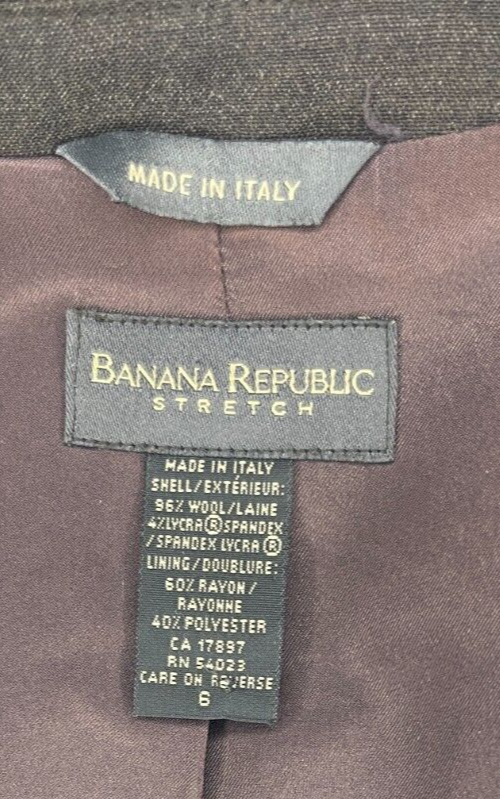 MADE IN ITALY
BANANA REPUBLIC
STRETCH
MADE IN ITALY
SHELL/EXTÉRIEUR:
96% WOOL/LAINE
4%LYCRA®SPANDEX
/SPANDEX LYCRA®
LINING/DOUBLURE:
60% RAYON/
RAYONNE
40% POLYESTER
CA 17897
RN 54023
CARE ON REVERSE
6